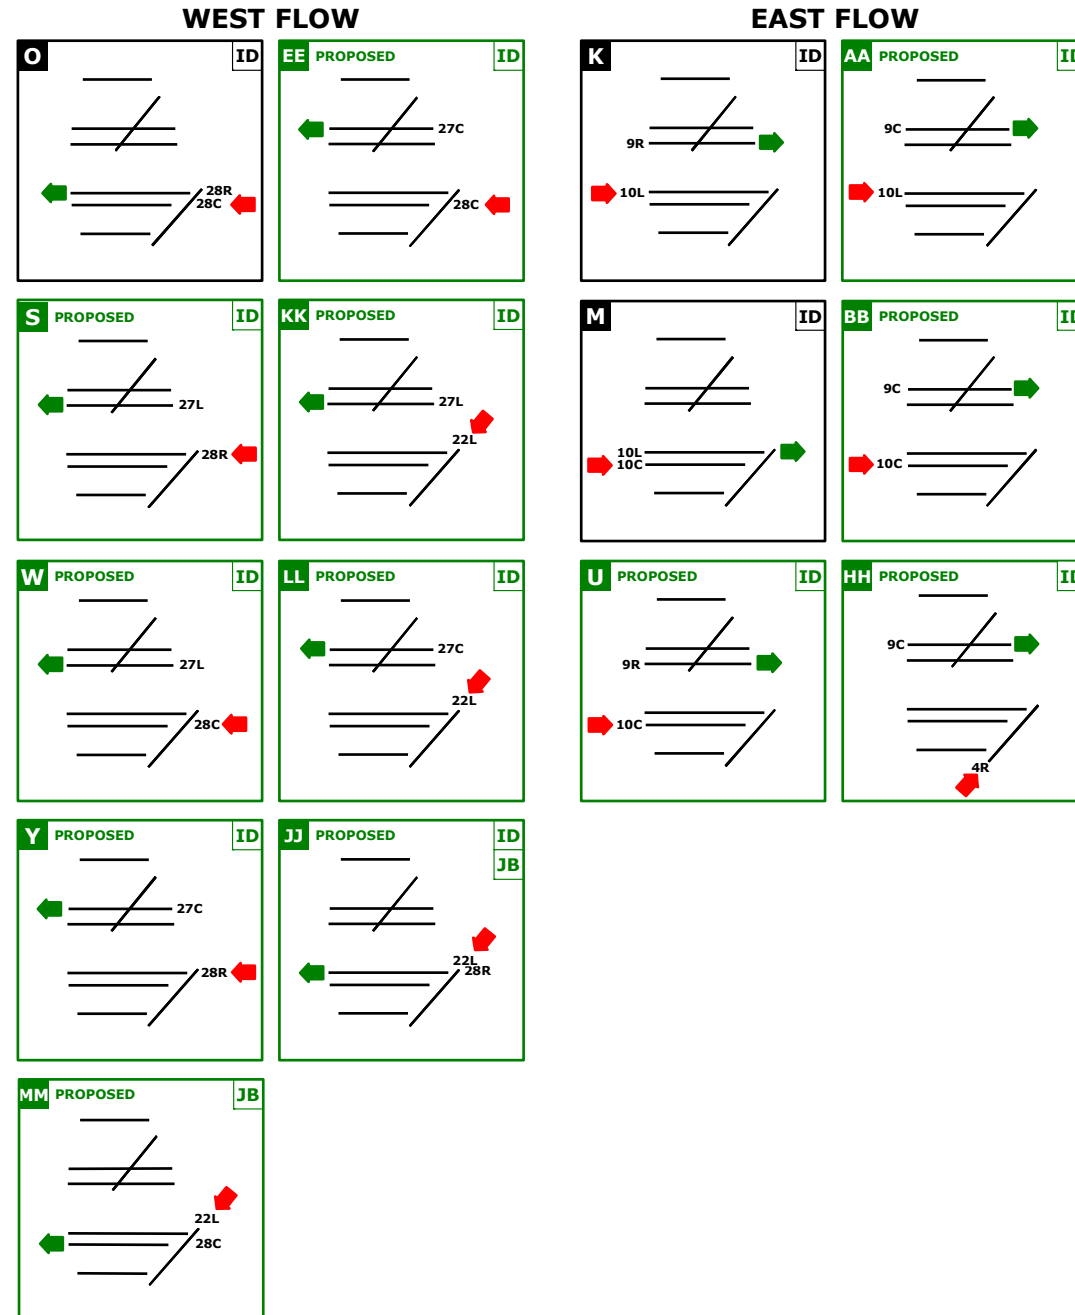 WEST FLOW
EAST FLOW
O ID
28R
28C
EE PROPOSED ID
27C
28C
K ID
9R
10L
AA PROPOSED ID
9C
10L
S PROPOSED ID
27L
28R
KK PROPOSED ID
27L
22L
M ID
10L
10C
BB PROPOSED ID
9C
10C
W PROPOSED ID
27L
28C
LL PROPOSED ID
27C
22L
U PROPOSED ID
9R
10C
HH PROPOSED ID
9C
4R
Y PROPOSED ID
27C
28R
JJ PROPOSED ID
JB
22L
28R
MM PROPOSED JB
22L
28C